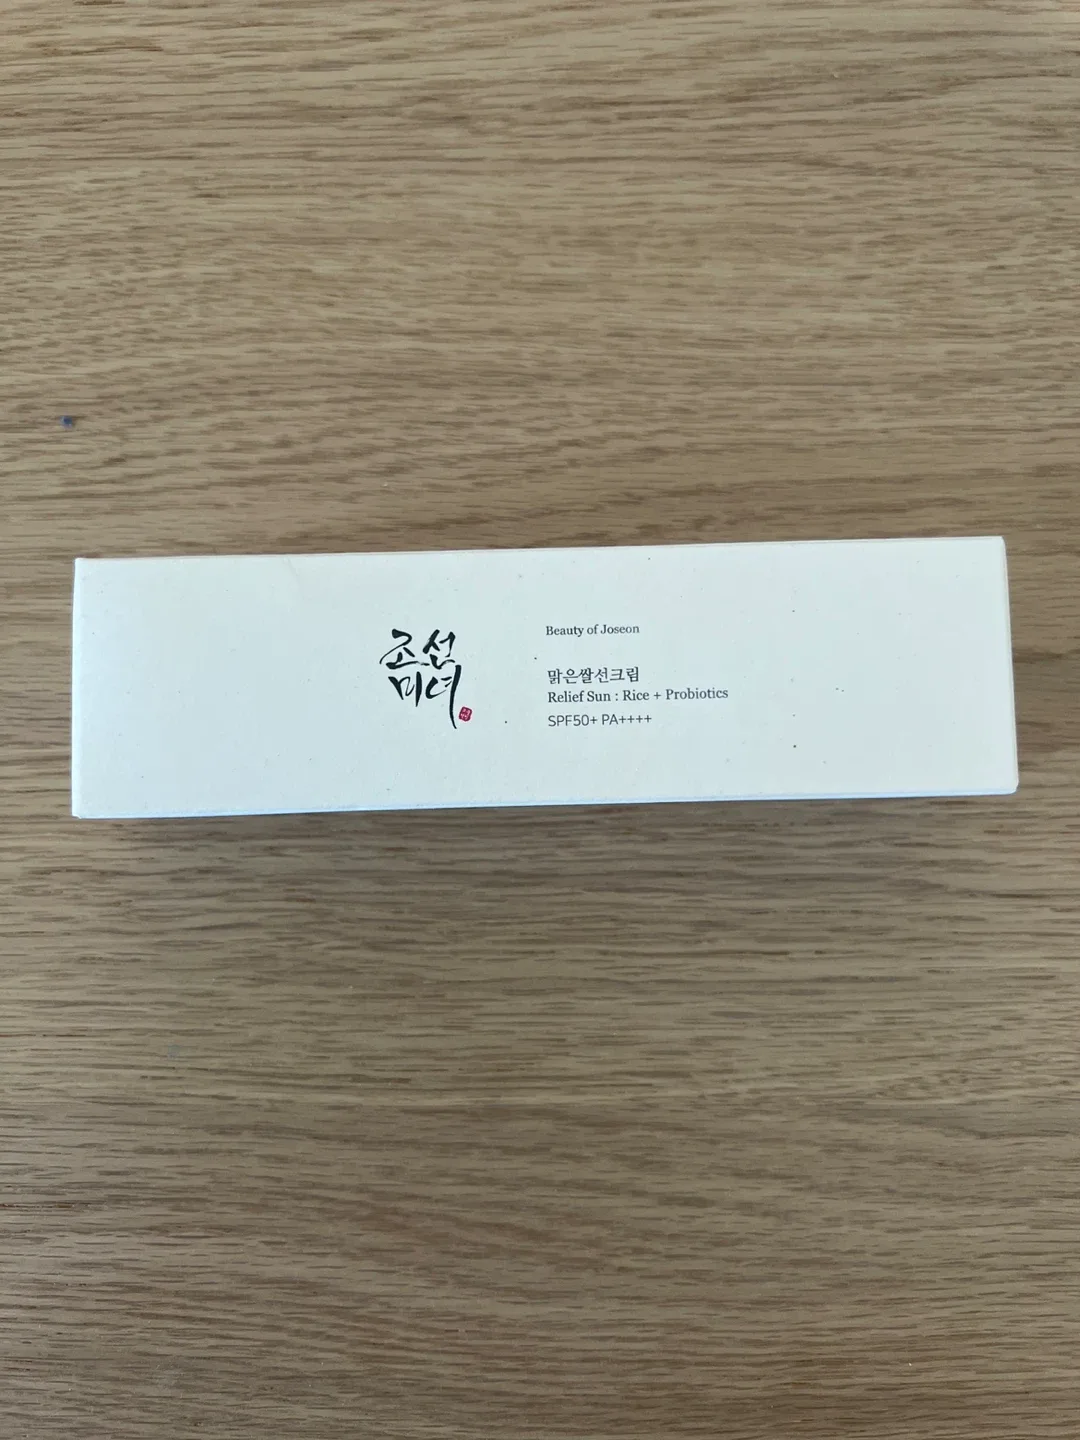 조선
미녀
Beauty of Joseon
맑은쌀선크림
Relief Sun : Rice + Probiotics
SPF50+ PA++++